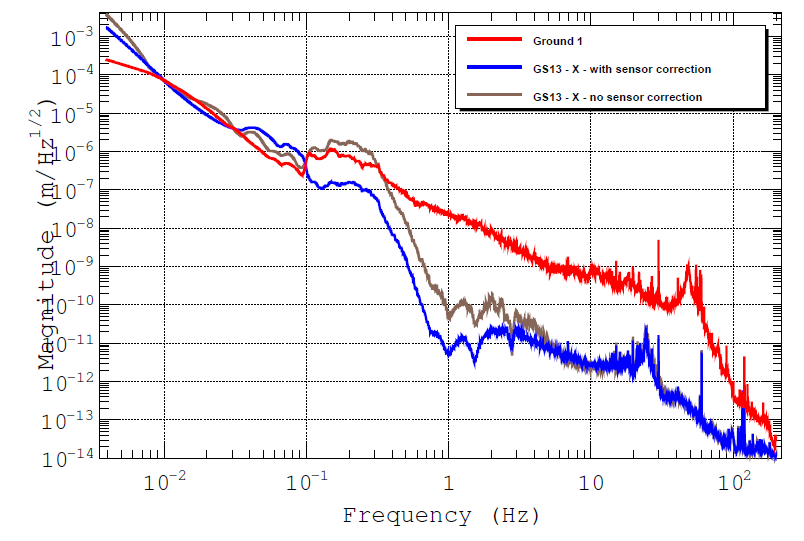 Ground 1
GS13 - X - with sensor correction
GS13 - X - no sensor correction
Magnitude (m/Hz^1/2)
10^-3
10^-4
10^-5
10^-6
10^-7
10^-8
10^-9
10^-10
10^-11
10^-12
10^-13
10^-14
10^-2 10^-1 1 10 10^2
Frequency (Hz)